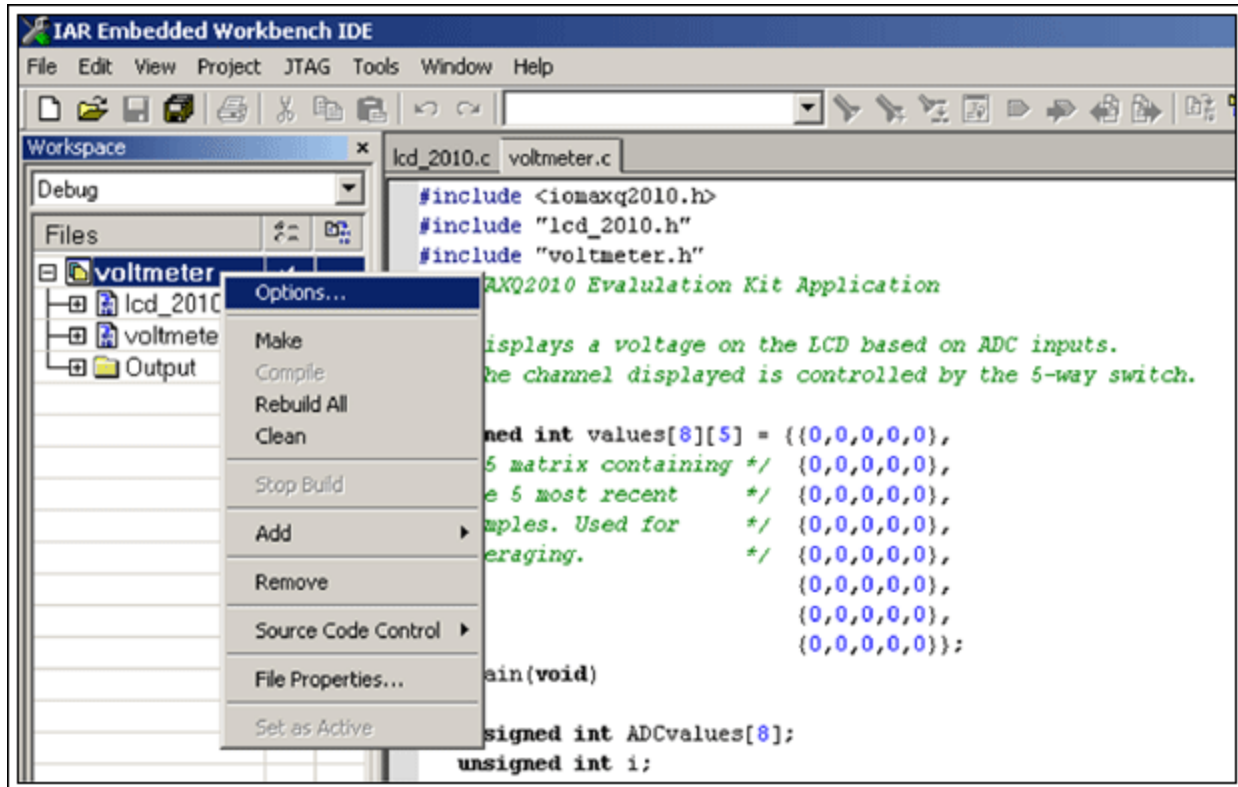 IAR Embedded Workbench IDE
File Edit View Project JTAG Tools Window Help
Workspace
lcd_2010.c voltmeter.c
Debug
Files
voltmeter
lcd_2010
voltmete
Output
Options...
Make
Compile
Rebuild All
Clean
Stop Build
Add
Remove
Source Code Control
File Properties...
Set as Active
#include <iomaxq2010.h>
#include "lcd_2010.h"
#include "voltmeter.h"
AXQ2010 Evalulation Kit Application
isplays a voltage on the LCD based on ADC inputs.
he channel displayed is controlled by the 5-way switch.
ned int values[8][5] = {{0,0,0,0,0},
5 matrix containing */ {0,0,0,0,0},
e 5 most recent */ {0,0,0,0,0},
mples. Used for */ {0,0,0,0,0},
eraging. */ {0,0,0,0,0},
{0,0,0,0,0},
{0,0,0,0,0},
{0,0,0,0,0}};
ain(void)
signed int ADCvalues[8];
unsigned int i;